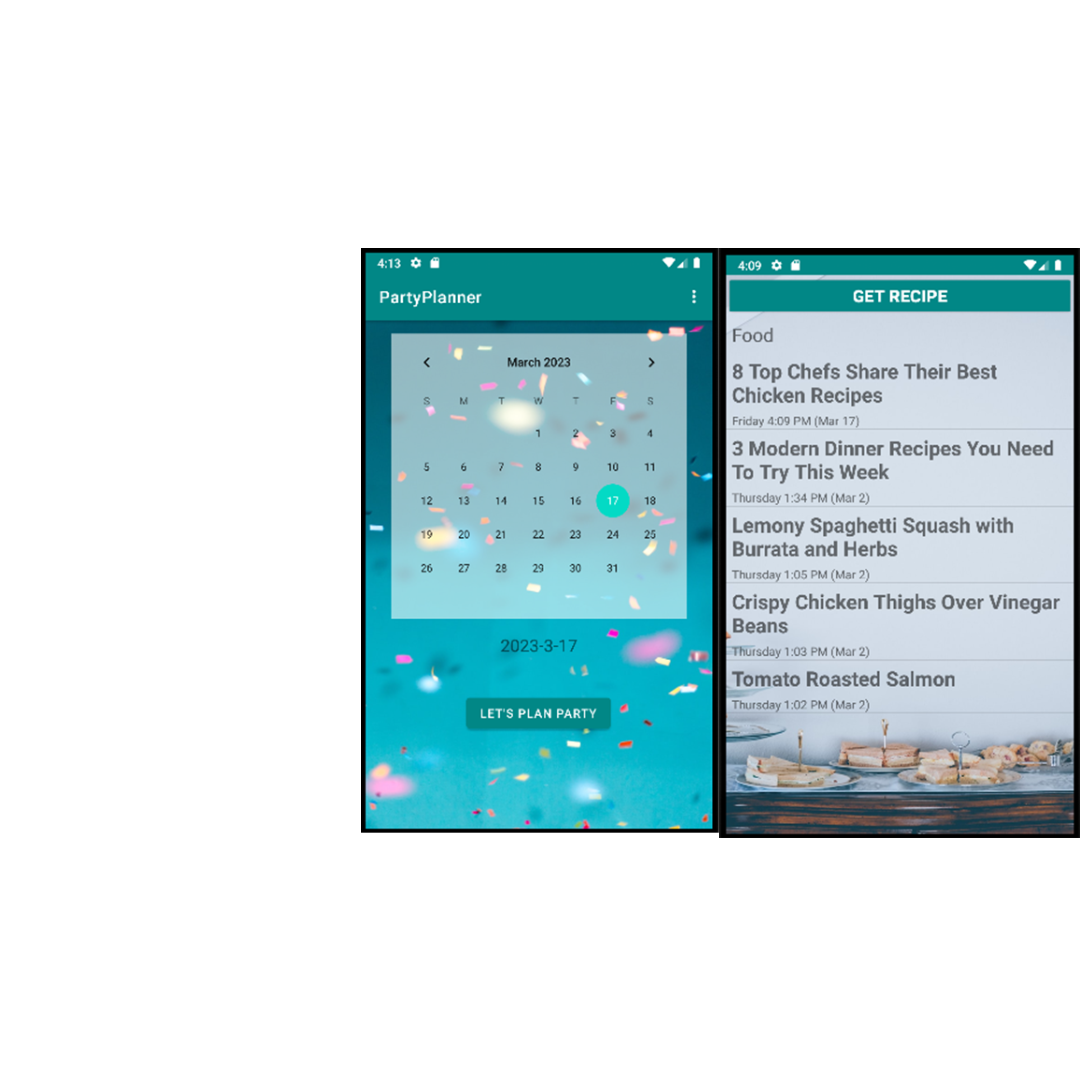 4:13
PartyPlanner
March 2023
S M T W T F S
1 2 3 4
5 6 7 8 9 10 11
12 13 14 15 16 17 18
19 20 21 22 23 24 25
26 27 28 29 30 31
2023-3-17
LET'S PLAN PARTY
4:09
GET RECIPE
Food
8 Top Chefs Share Their Best
Chicken Recipes
Friday 4:09 PM (Mar 17)
3 Modern Dinner Recipes You Need
To Try This Week
Thursday 1:34 PM (Mar 2)
Lemony Spaghetti Squash with
Burrata and Herbs
Thursday 1:05 PM (Mar 2)
Crispy Chicken Thighs Over Vinegar
Beans
Thursday 1:03 PM (Mar 2)
Tomato Roasted Salmon
Thursday 1:02 PM (Mar 2)